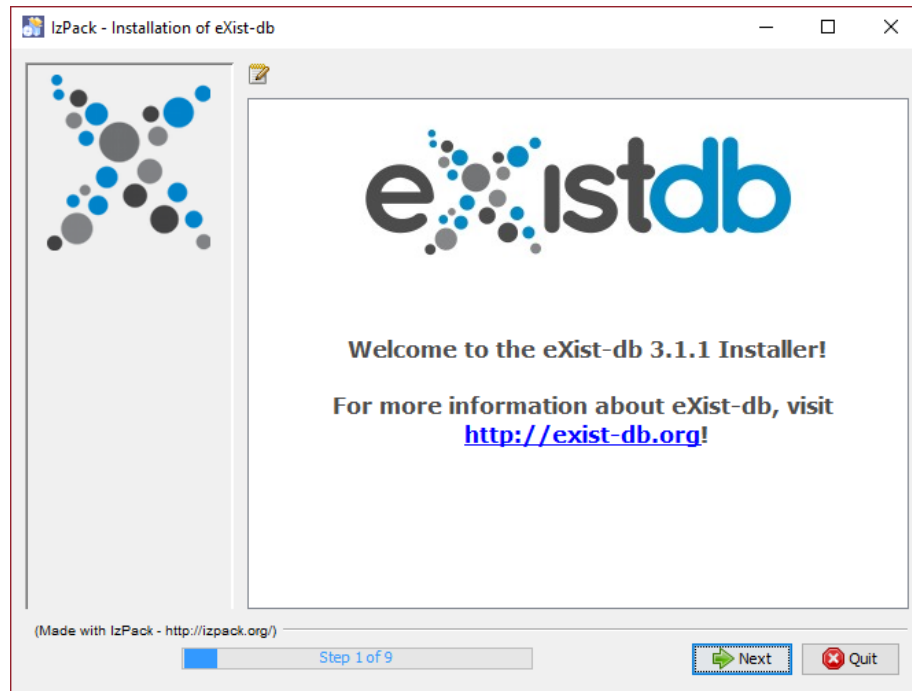 IzPack - Installation of eXist-db
eXistdb
Welcome to the eXist-db 3.1.1 Installer!
For more information about eXist-db, visit
http://exist-db.org!
(Made with IzPack - http://izpack.org/)
Step 1 of 9
Next
Quit